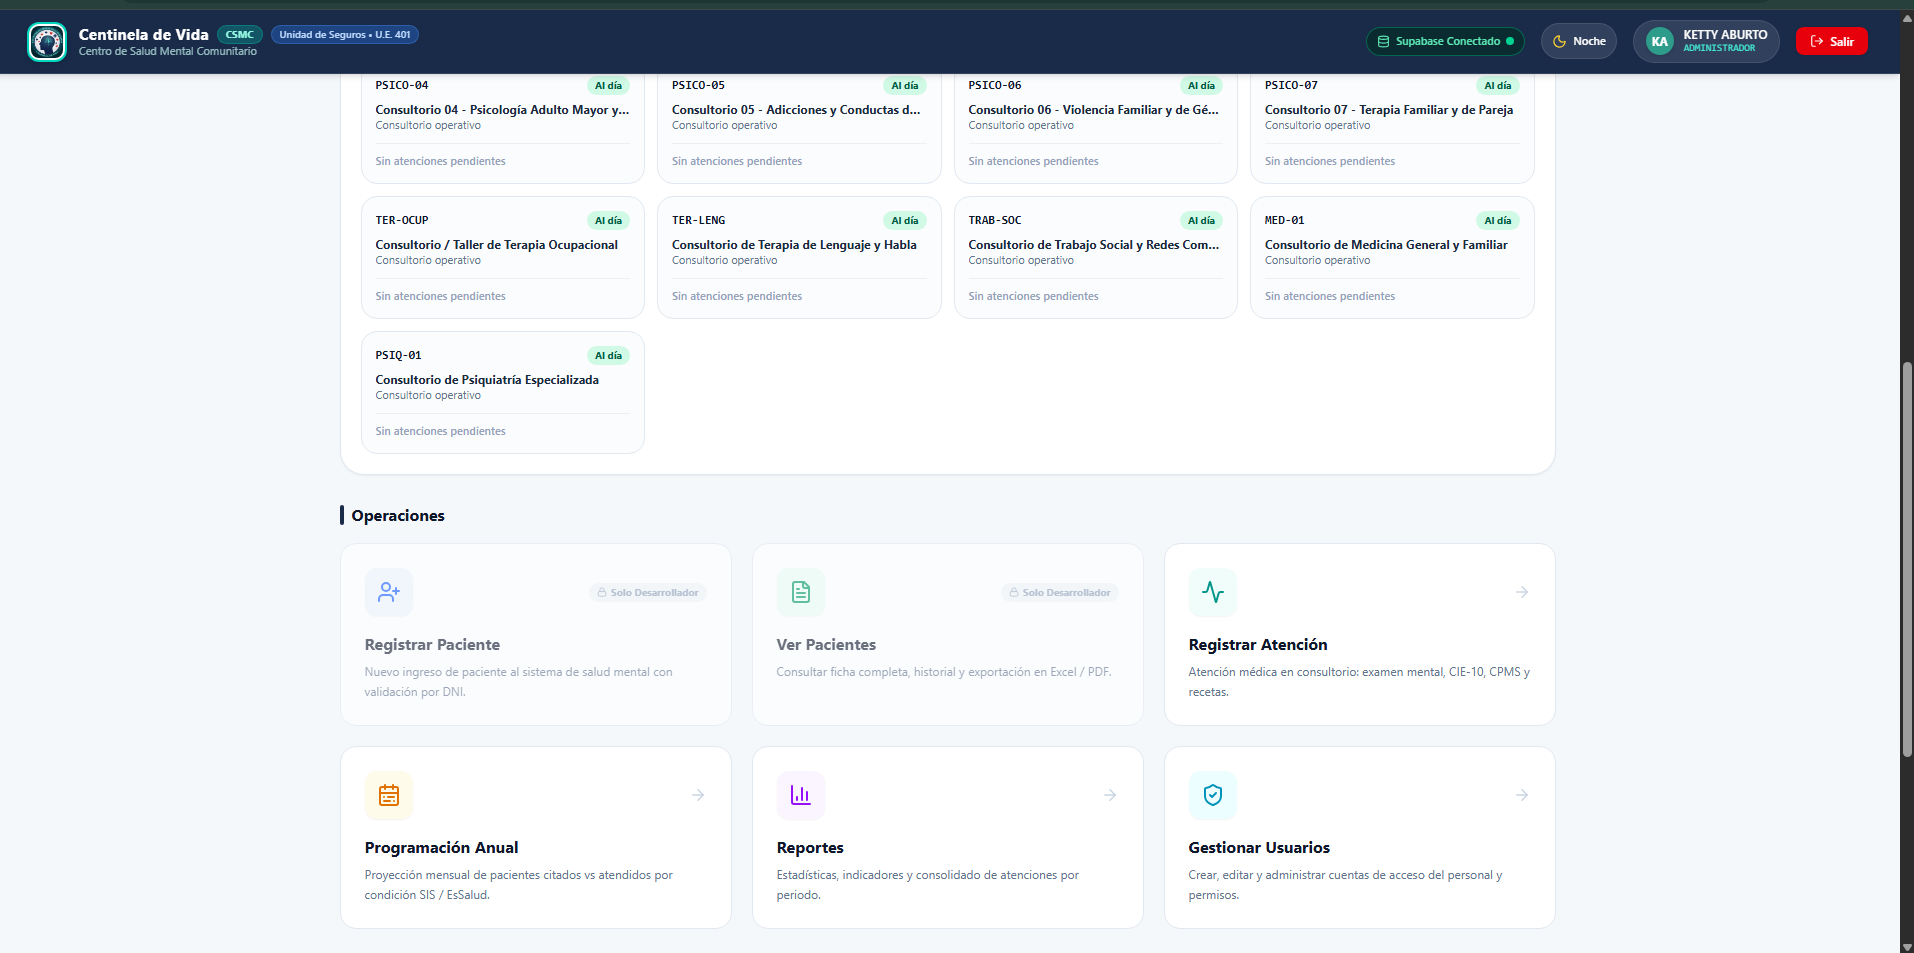 Centinela de Vida CSMC Unidad de Seguros • U.E. 401
Centro de Salud Mental Comunitario
Supabase Conectado
Noche
KA
KETTY ABURTO
ADMINISTRADOR
Salir
PSICO-04 Al día
Consultorio 04 - Psicología Adulto Mayor y...
Consultorio operativo
Sin atenciones pendientes
PSICO-05 Al día
Consultorio 05 - Adicciones y Conductas d...
Consultorio operativo
Sin atenciones pendientes
PSICO-06 Al día
Consultorio 06 - Violencia Familiar y de Gé...
Consultorio operativo
Sin atenciones pendientes
PSICO-07 Al día
Consultorio 07 - Terapia Familiar y de Pareja
Consultorio operativo
Sin atenciones pendientes
TER-OCUP Al día
Consultorio / Taller de Terapia Ocupacional
Consultorio operativo
Sin atenciones pendientes
TER-LENG Al día
Consultorio de Terapia de Lenguaje y Habla
Consultorio operativo
Sin atenciones pendientes
TRAB-SOC Al día
Consultorio de Trabajo Social y Redes Com...
Consultorio operativo
Sin atenciones pendientes
MED-01 Al día
Consultorio de Medicina General y Familiar
Consultorio operativo
Sin atenciones pendientes
PSIQ-01 Al día
Consultorio de Psiquiatría Especializada
Consultorio operativo
Sin atenciones pendientes
Operaciones
Solo Desarrollador
Registrar Paciente
Nuevo ingreso de paciente al sistema de salud mental con
validación por DNI.
Solo Desarrollador
Ver Pacientes
Consultar ficha completa, historial y exportación en Excel / PDF.
Registrar Atención
Atención médica en consultorio: examen mental, CIE-10, CPMS y
recetas.
Programación Anual
Proyección mensual de pacientes citados vs atendidos por
condición SIS / EsSalud.
Reportes
Estadísticas, indicadores y consolidado de atenciones por
periodo.
Gestionar Usuarios
Crear, editar y administrar cuentas de acceso del personal y
permisos.